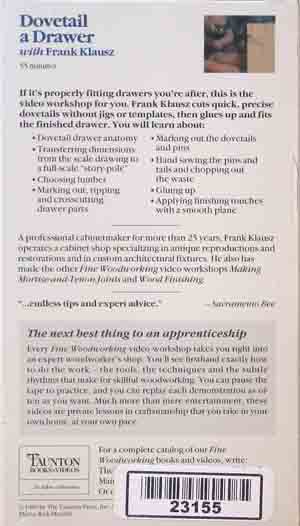 Dovetail
a Drawer
with Frank Klausz
55 minutes
If it's properly fitting drawers you're after, this is the
video workshop for you. Frank Klausz cuts quick, precise
dovetails without jigs or templates, then glues up and fits
the finished drawer. You will learn about:
• Dovetail drawer anatomy
• Transferring dimensions
from the scale drawing to
a full-scale "story-pole"
• Choosing lumber
• Marking out, ripping
and crosscutting
drawer parts
• Marking out the dovetails
and pins
• Hand sawing the pins and
tails and chopping out
the waste
• Gluing up
• Applying finishing touches
with a smooth plane
A professional cabinetmaker for more than 25 years, Frank Klausz
operates a cabinet shop specializing in antique reproductions and
restorations and in custom architectural fixtures. He also has
made the other Fine Woodworking video workshops Making
Mortise-and-Tenon Joints and Wood Finishing.
"...endless tips and expert advice." – Sacramento Bee
The next best thing to an apprenticeship
Every Fine Woodworking video workshop takes you right into
an expert woodworker's shop. You'll see firsthand exactly how
to do the work – the tools, the techniques and the subtle
rhythms that make for skillful woodworking. You can pause
the tape to practice, and you can replay each demonstration as of-
ten as you want. Much more than mere entertainment, these
videos are private lessons in craftsmanship that you take in your
own home, at your own pace.
TAUNTON
BOOKS & VIDEOS
for fellow enthusiasts
For a complete catalog of our Fine
Woodworking books and videos, write:
The
Or
by The Taunton Press, Inc.
23155